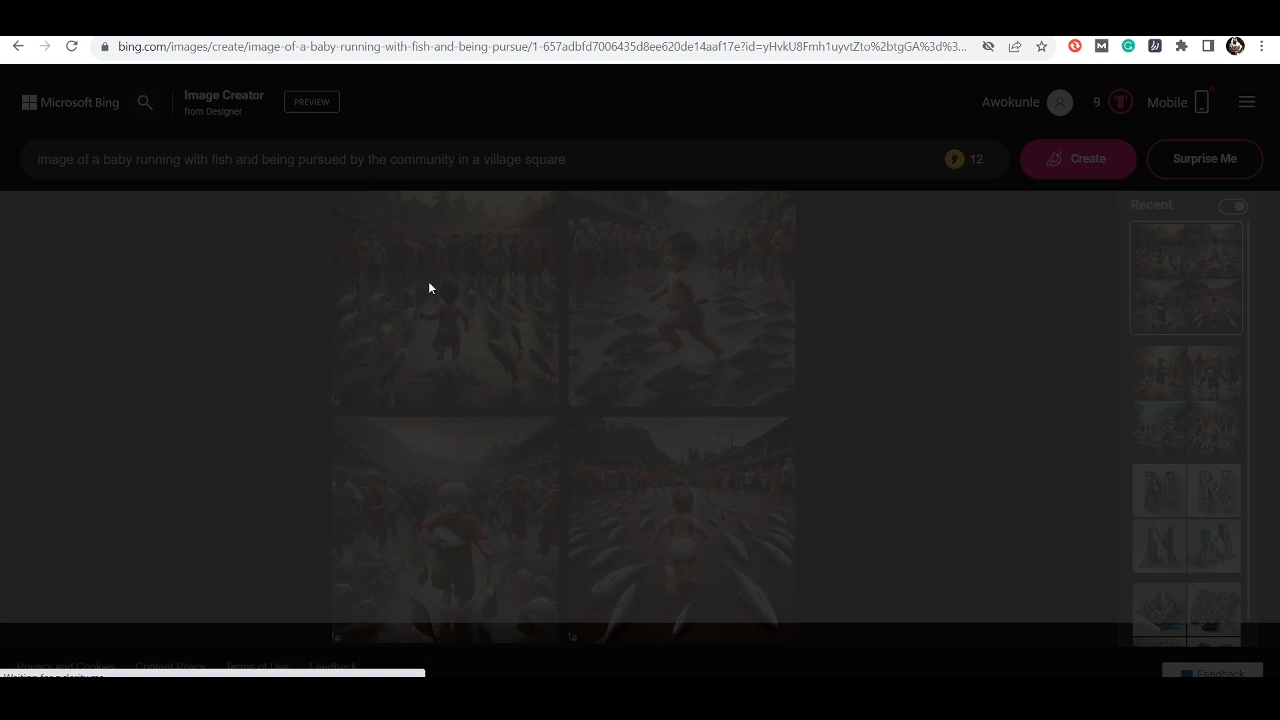 bing.com/images/create/image-of-a-baby-running-with-fish-and-being-pursue/1-657adbfd7006435d8ee620de14aaf17e?id=yHvkU8Fmh1uyvtZto%2btgGA%3d%3...
Microsoft Bing
Image Creator
from Designer
PREVIEW
Awokunle
9
Mobile
image of a baby running with fish and being pursued by the community in a village square
12
Create
Surprise Me
Recent
Privacy and Cookies
Content Policy
Terms of Use
Feedback
Feedback